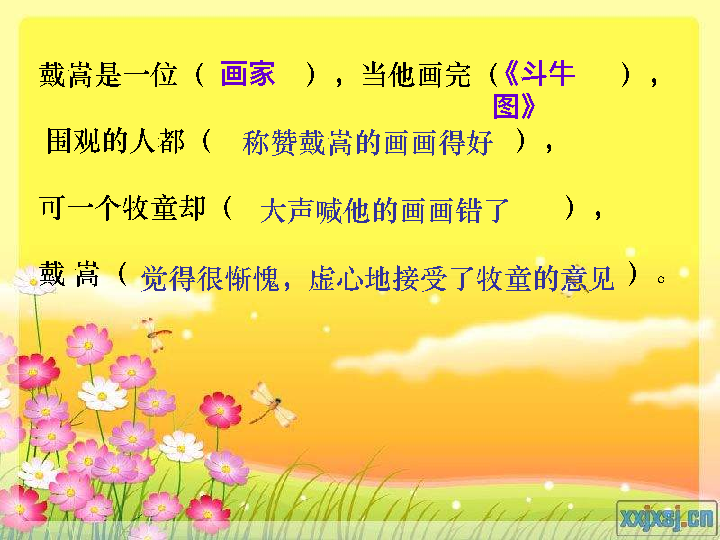 戴嵩是一位（ 画家 ），当他画完（《斗牛图》 ），
围观的人都（ 称赞戴嵩的画画得好 ），
可一个牧童却（ 大声喊他的画画错了 ），
戴嵩（ 觉得很惭愧，虚心地接受了牧童的意见 ）。
xxjxsj.cn